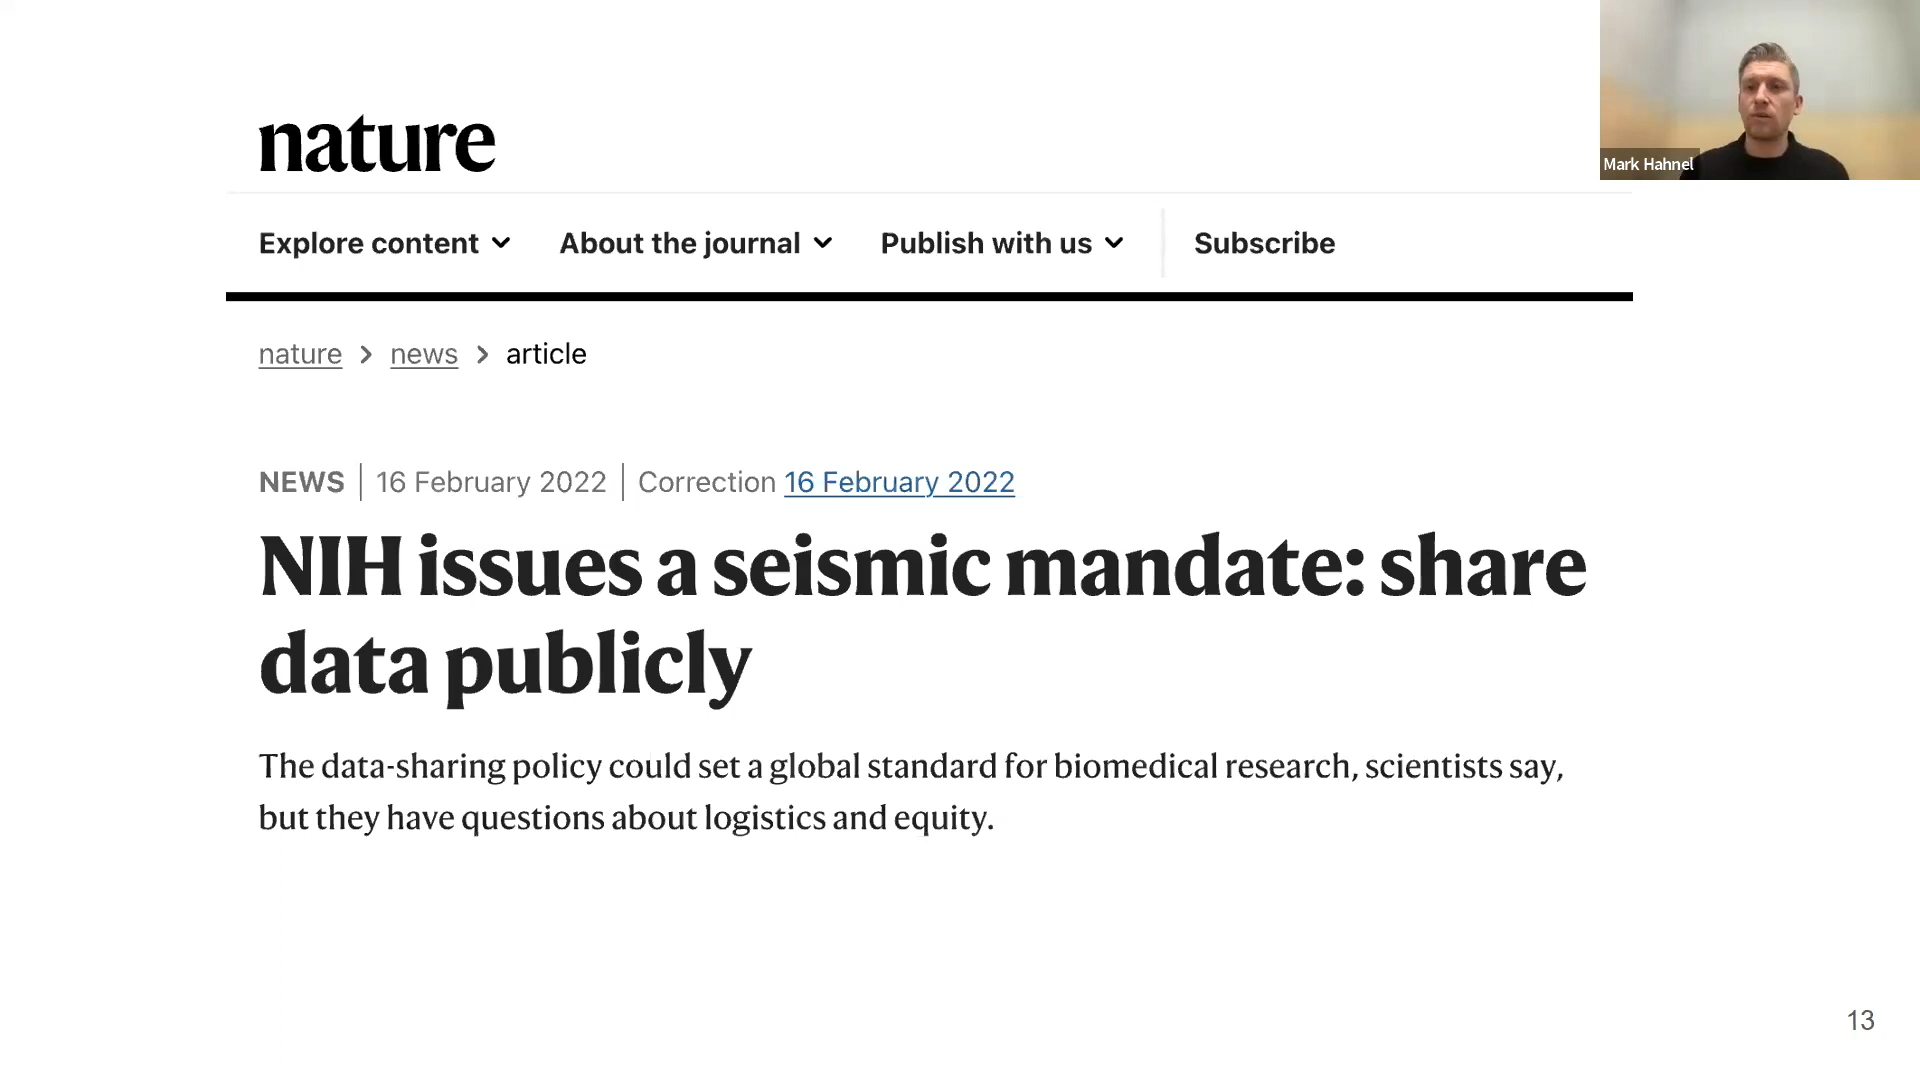 nature
Mark Hahnel
Explore content
About the journal
Publish with us
Subscribe
nature > news > article
NEWS | 16 February 2022 | Correction 16 February 2022
NIH issues a seismic mandate: share
data publicly
The data-sharing policy could set a global standard for biomedical research, scientists say,
but they have questions about logistics and equity.
13